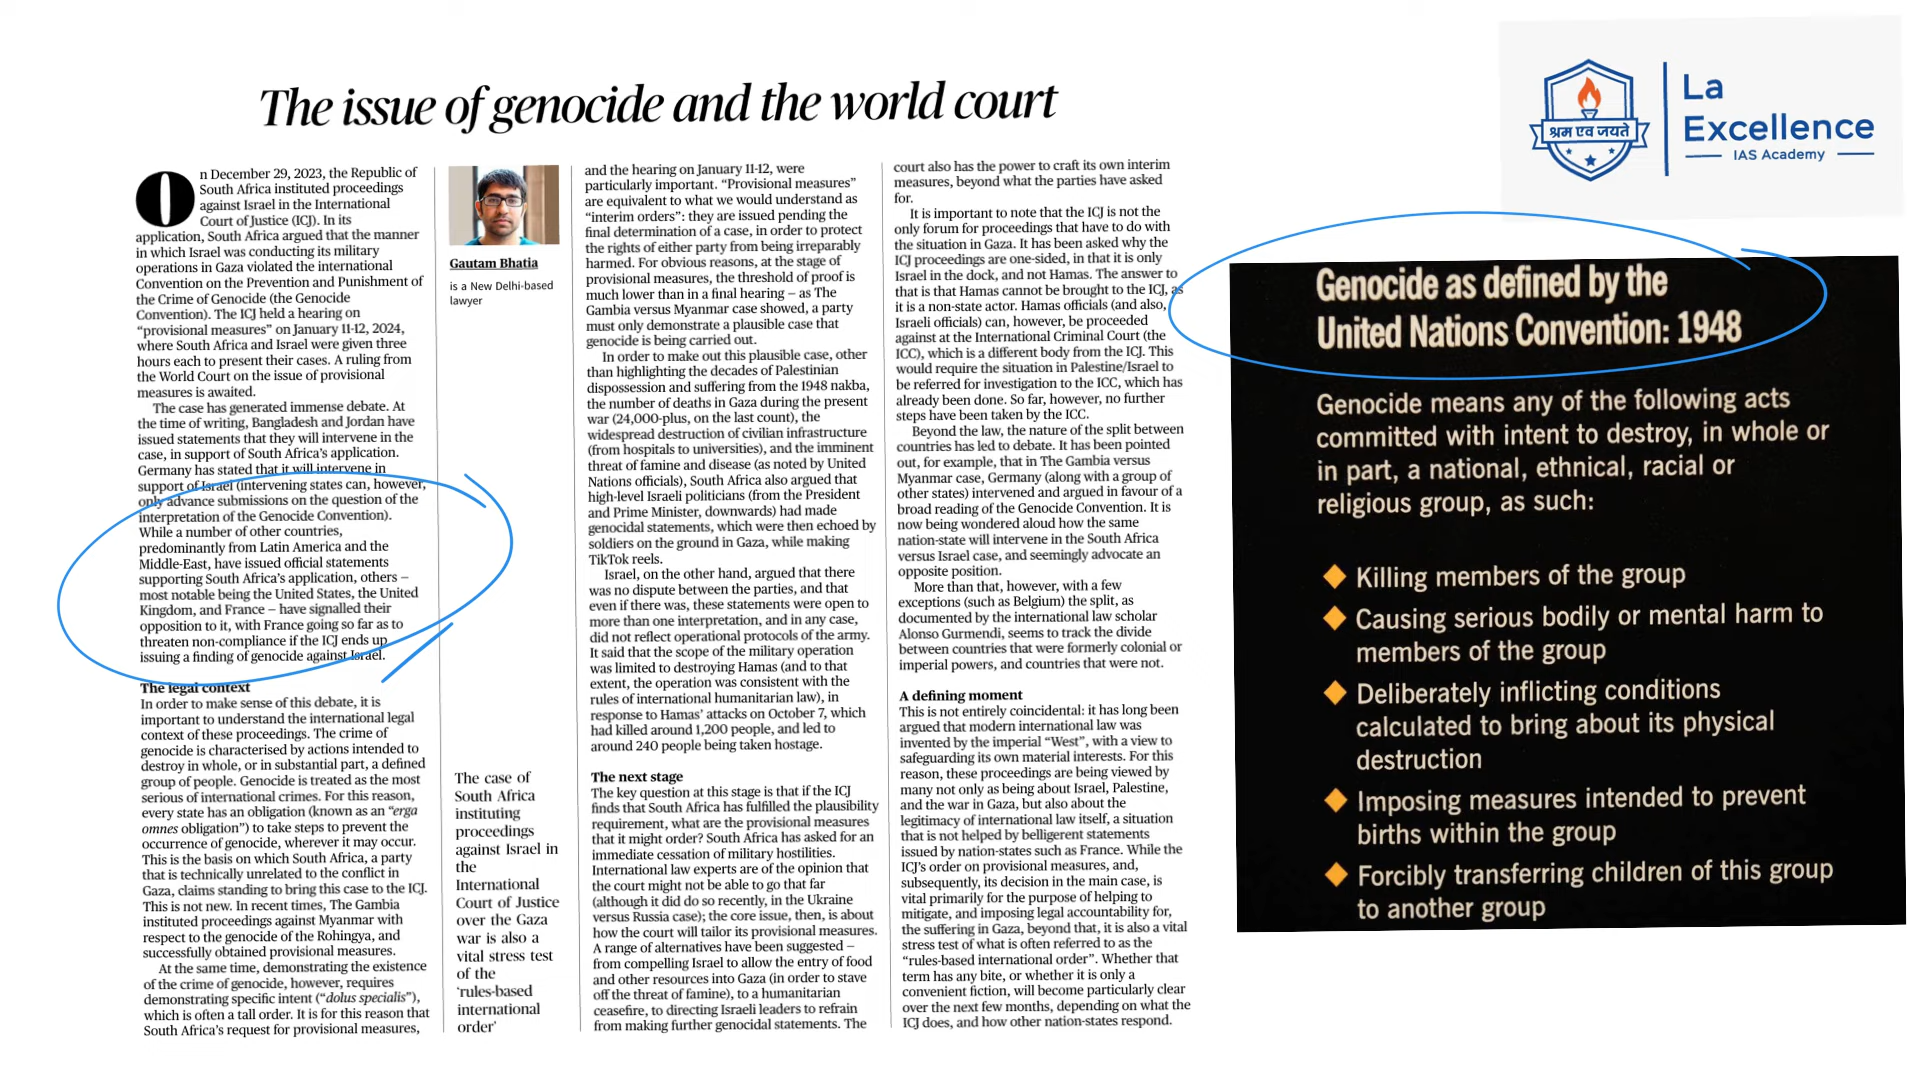 The issue of genocide and the world court
On December 29, 2023, the Republic of
South Africa instituted proceedings
against Israel in the International
Court of Justice (ICJ). In its
application, South Africa argued that the manner
in which Israel was conducting its military
operations in Gaza violated the international
Convention on the Prevention and Punishment of
the Crime of Genocide (the Genocide
Convention). The ICJ held a hearing on
“provisional measures” on January 11-12, 2024,
where South Africa and Israel were given three
hours each to present their cases. A ruling from
the World Court on the issue of provisional
measures is awaited.
The case has generated immense debate. At
the time of writing, Bangladesh and Jordan have
issued statements that they will intervene in the
case, in support of South Africa’s application.
Germany has stated that it will intervene in
support of Israel (intervening states can, however,
only advance submissions on the question of the
interpretation of the Genocide Convention).
While a number of other countries,
predominantly from Latin America and the
Middle-East, have issued official statements
supporting South Africa’s application, others –
most notable being the United States, the United
Kingdom, and France – have signalled their
opposition to it, with France going so far as to
threaten non-compliance if the ICJ ends up
issuing a finding of genocide against Israel.
The legal context
In order to make sense of this debate, it is
important to understand the international legal
context of these proceedings. The crime of
genocide is characterised by actions intended to
destroy in whole, or in substantial part, a defined
group of people. Genocide is treated as the most
serious of international crimes. For this reason,
every state has an obligation (known as an “erga
omnes obligation”) to take steps to prevent the
occurrence of genocide, wherever it may occur.
This is the basis on which South Africa, a party
that is technically unrelated to the conflict in
Gaza, claims standing to bring this case to the ICJ.
This is not new. In recent times, The Gambia
instituted proceedings against Myanmar with
respect to the genocide of the Rohingya, and
successfully obtained provisional measures.
At the same time, demonstrating the existence
of the crime of genocide, however, requires
demonstrating specific intent (“dolus specialis”),
which is often a tall order. It is for this reason that
South Africa’s request for provisional measures,
Gautam Bhatia
is a New Delhi-based
lawyer
The case of
South Africa
instituting
proceedings
against Israel in
the
International
Court of Justice
over the Gaza
war is also a
vital stress test
of the
‘rules-based
international
order’
and the hearing on January 11-12, were
particularly important. “Provisional measures”
are equivalent to what we would understand as
“interim orders”: they are issued pending the
final determination of a case, in order to protect
the rights of either party from being irreparably
harmed. For obvious reasons, at the stage of
provisional measures, the threshold of proof is
much lower than in a final hearing – as The
Gambia versus Myanmar case showed, a party
must only demonstrate a plausible case that
genocide is being carried out.
In order to make out this plausible case, other
than highlighting the decades of Palestinian
dispossession and suffering from the 1948 nakba,
the number of deaths in Gaza during the present
war (24,000-plus, on the last count), the
widespread destruction of civilian infrastructure
(from hospitals to universities), and the imminent
threat of famine and disease (as noted by United
Nations officials), South Africa also argued that
high-level Israeli politicians (from the President
and Prime Minister, downwards) had made
genocidal statements, which were then echoed by
soldiers on the ground in Gaza, while making
TikTok reels.
Israel, on the other hand, argued that there
was no dispute between the parties, and that
even if there was, these statements were open to
more than one interpretation, and in any case,
did not reflect operational protocols of the army.
It said that the scope of the military operation
was limited to destroying Hamas (and to that
extent, the operation was consistent with the
rules of international humanitarian law), in
response to Hamas’ attacks on October 7, which
had killed around 1,200 people, and led to
around 240 people being taken hostage.
The next stage
The key question at this stage is that if the ICJ
finds that South Africa has fulfilled the plausibility
requirement, what are the provisional measures
that it might order? South Africa has asked for an
immediate cessation of military hostilities.
International law experts are of the opinion that
the court might not be able to go that far
(although it did do so recently, in the Ukraine
versus Russia case); the core issue, then, is about
how the court will tailor its provisional measures.
A range of alternatives have been suggested –
from compelling Israel to allow the entry of food
and other resources into Gaza (in order to stave
off the threat of famine), to a humanitarian
ceasefire, to directing Israeli leaders to refrain
from making further genocidal statements. The
court also has the power to craft its own interim
measures, beyond what the parties have asked
for.
It is important to note that the ICJ is not the
only forum for proceedings that have to do with
the situation in Gaza. It has been asked why the
ICJ proceedings are one-sided, in that it is only
Israel in the dock, and not Hamas. The answer to
that is that Hamas cannot be brought to the ICJ, as
it is a non-state actor. Hamas officials (and also,
Israeli officials) can, however, be proceeded
against at the International Criminal Court (the
ICC), which is a different body from the ICJ. This
would require the situation in Palestine/Israel to
be referred for investigation to the ICC, which has
already been done. So far, however, no further
steps have been taken by the ICC.
Beyond the law, the nature of the split between
countries has led to debate. It has been pointed
out, for example, that in The Gambia versus
Myanmar case, Germany (along with a group of
other states) intervened and argued in favour of a
broad reading of the Genocide Convention. It is
now being wondered aloud how the same
nation-state will intervene in the South Africa
versus Israel case, and seemingly advocate an
opposite position.
More than that, however, with a few
exceptions (such as Belgium) the split, as
documented by the international law scholar
Alonso Gurmendi, seems to track the divide
between countries that were formerly colonial or
imperial powers, and countries that were not.
A defining moment
This is not entirely coincidental: it has long been
argued that modern international law was
invented by the imperial “West”, with a view to
safeguarding its own material interests. For this
reason, these proceedings are being viewed by
many not only as being about Israel, Palestine,
and the war in Gaza, but also about the
legitimacy of international law itself, a situation
that is not helped by belligerent statements
issued by nation-states such as France. While the
ICJ’s order on provisional measures, and,
subsequently, its decision in the main case, is
vital primarily for the purpose of helping to
mitigate, and imposing legal accountability for,
the suffering in Gaza, beyond that, it is also a vital
stress test of what is often referred to as the
“rules-based international order”. Whether that
term has any bite, or whether it is only a
convenient fiction, will become particularly clear
over the next few months, depending on what the
ICJ does, and how other nation-states respond.
श्रम एव जयते
La
Excellence
IAS Academy
Genocide as defined by the
United Nations Convention: 1948
Genocide means any of the following acts
committed with intent to destroy, in whole or
in part, a national, ethnical, racial or
religious group, as such:
Killing members of the group
Causing serious bodily or mental harm to
members of the group
Deliberately inflicting conditions
calculated to bring about its physical
destruction
Imposing measures intended to prevent
births within the group
Forcibly transferring children of this group
to another group